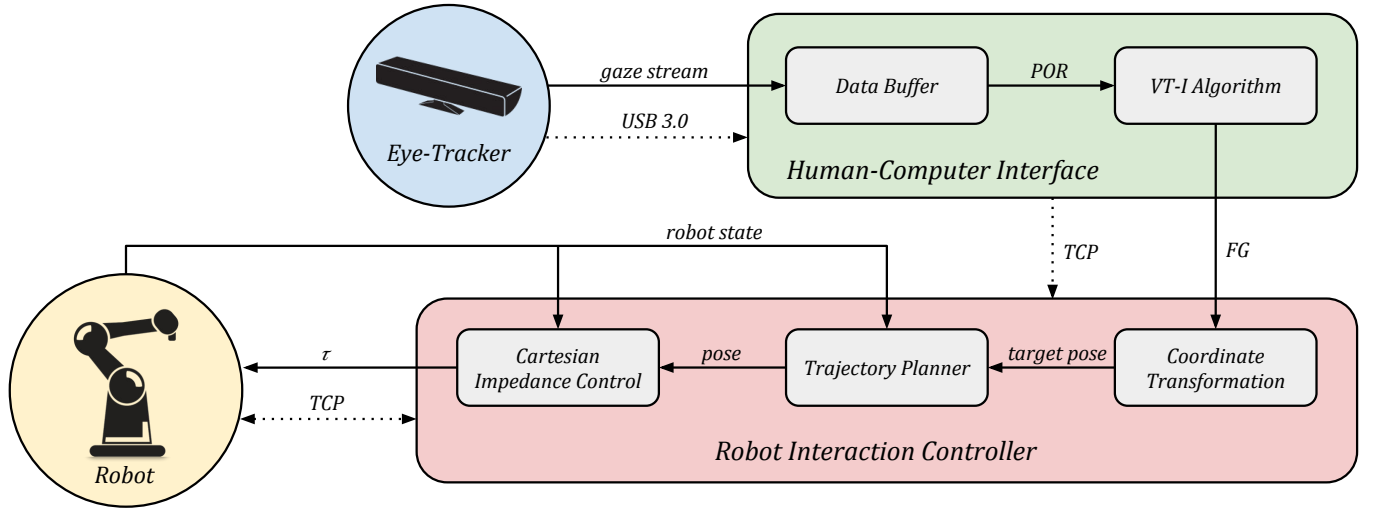 gaze stream
Data Buffer
POR
VT-I Algorithm
USB 3.0
Eye-Tracker
Human-Computer Interface
robot state
TCP
FG
τ
Cartesian
Impedance Control
pose
Trajectory Planner
target pose
Coordinate
Transformation
TCP
Robot Interaction Controller
Robot